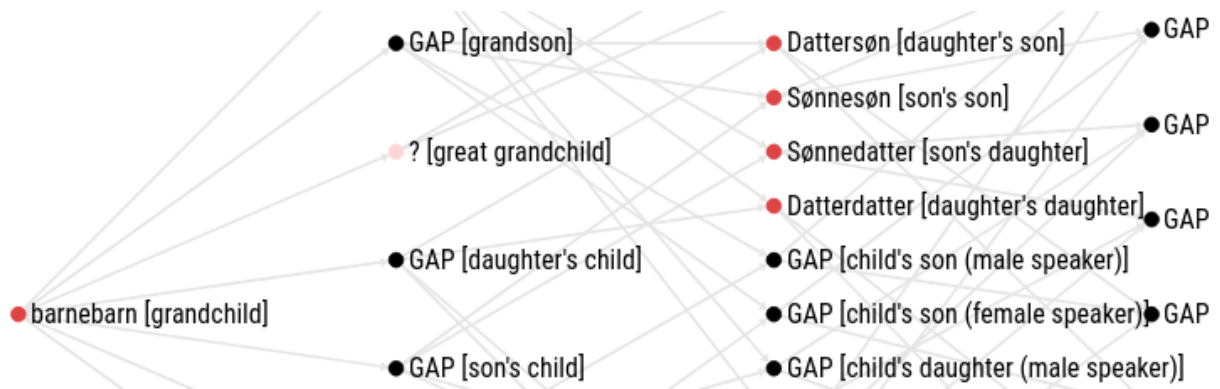 GAP [grandson]
Dattersøn [daughter's son]
GAP
Sønnesøn [son's son]
GAP
? [great grandchild]
Sønnedatter [son's daughter]
Datterdatter [daughter's daughter]
GAP
GAP [daughter's child]
GAP [child's son (male speaker)]
barnebarn [grandchild]
GAP [child's son (female speaker)]
GAP
GAP [son's child]
GAP [child's daughter (male speaker)]